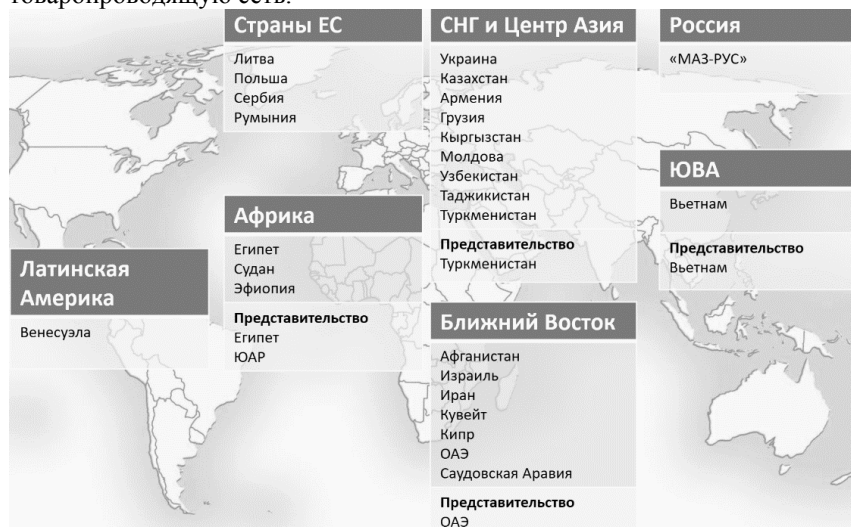 товаропроводящую сеть.
Страны ЕС
Литва
Польша
Сербия
Румыния
СНГ и Центр Азия
Украина
Казахстан
Армения
Грузия
Кыргызстан
Молдова
Узбекистан
Таджикистан
Туркменистан
Представительство
Туркменистан
Россия
«МАЗ-РУС»
ЮВА
Вьетнам
Представительство
Вьетнам
Африка
Египет
Судан
Эфиопия
Представительство
Египет
ЮАР
Латинская
Америка
Венесуэла
Ближний Восток
Афганистан
Израиль
Иран
Кувейт
Кипр
ОАЭ
Саудовская Аравия
Представительство
ОАЭ